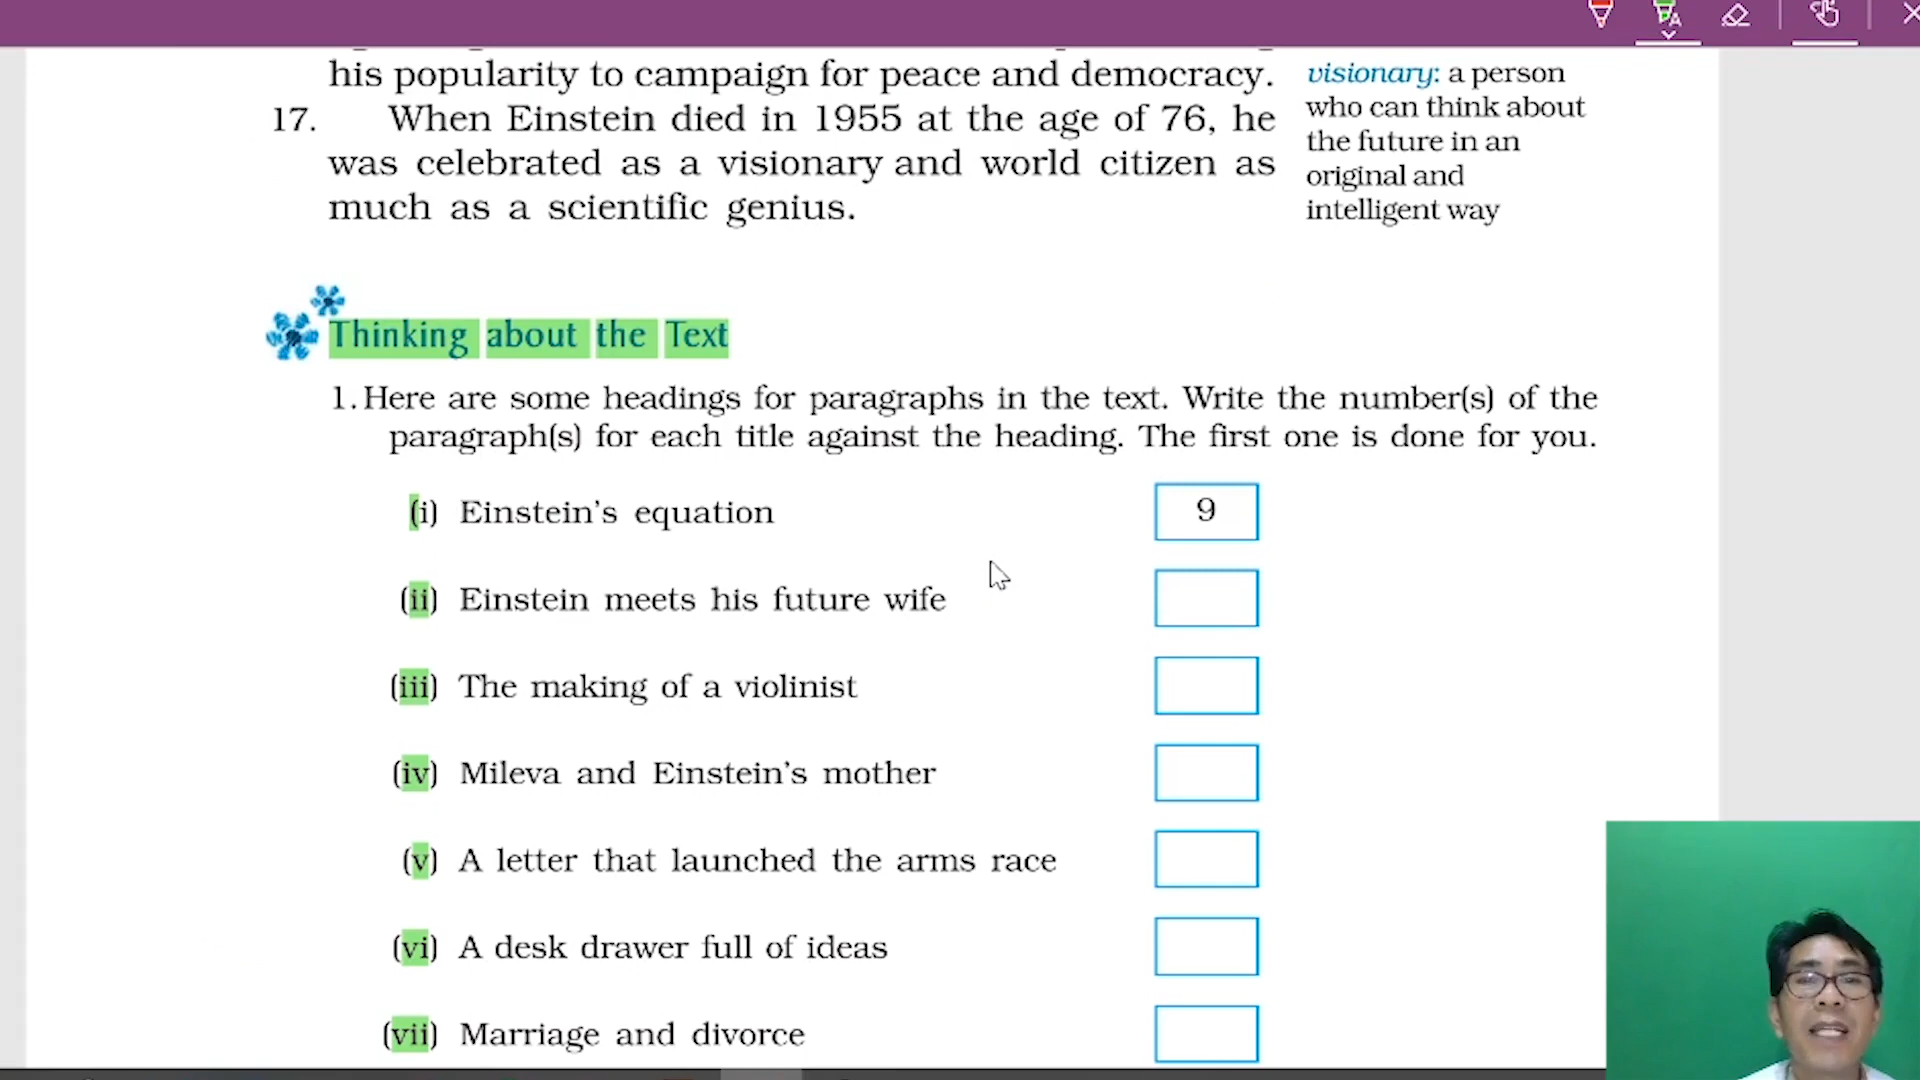 his popularity to campaign for peace and democracy.
17. When Einstein died in 1955 at the age of 76, he
was celebrated as a visionary and world citizen as
much as a scientific genius.
visionary: a person
who can think about
the future in an
original and
intelligent way
Thinking about the Text
1. Here are some headings for paragraphs in the text. Write the number(s) of the
paragraph(s) for each title against the heading. The first one is done for you.
(i) Einstein's equation 9
(ii) Einstein meets his future wife
(iii) The making of a violinist
(iv) Mileva and Einstein's mother
(v) A letter that launched the arms race
(vi) A desk drawer full of ideas
(vii) Marriage and divorce